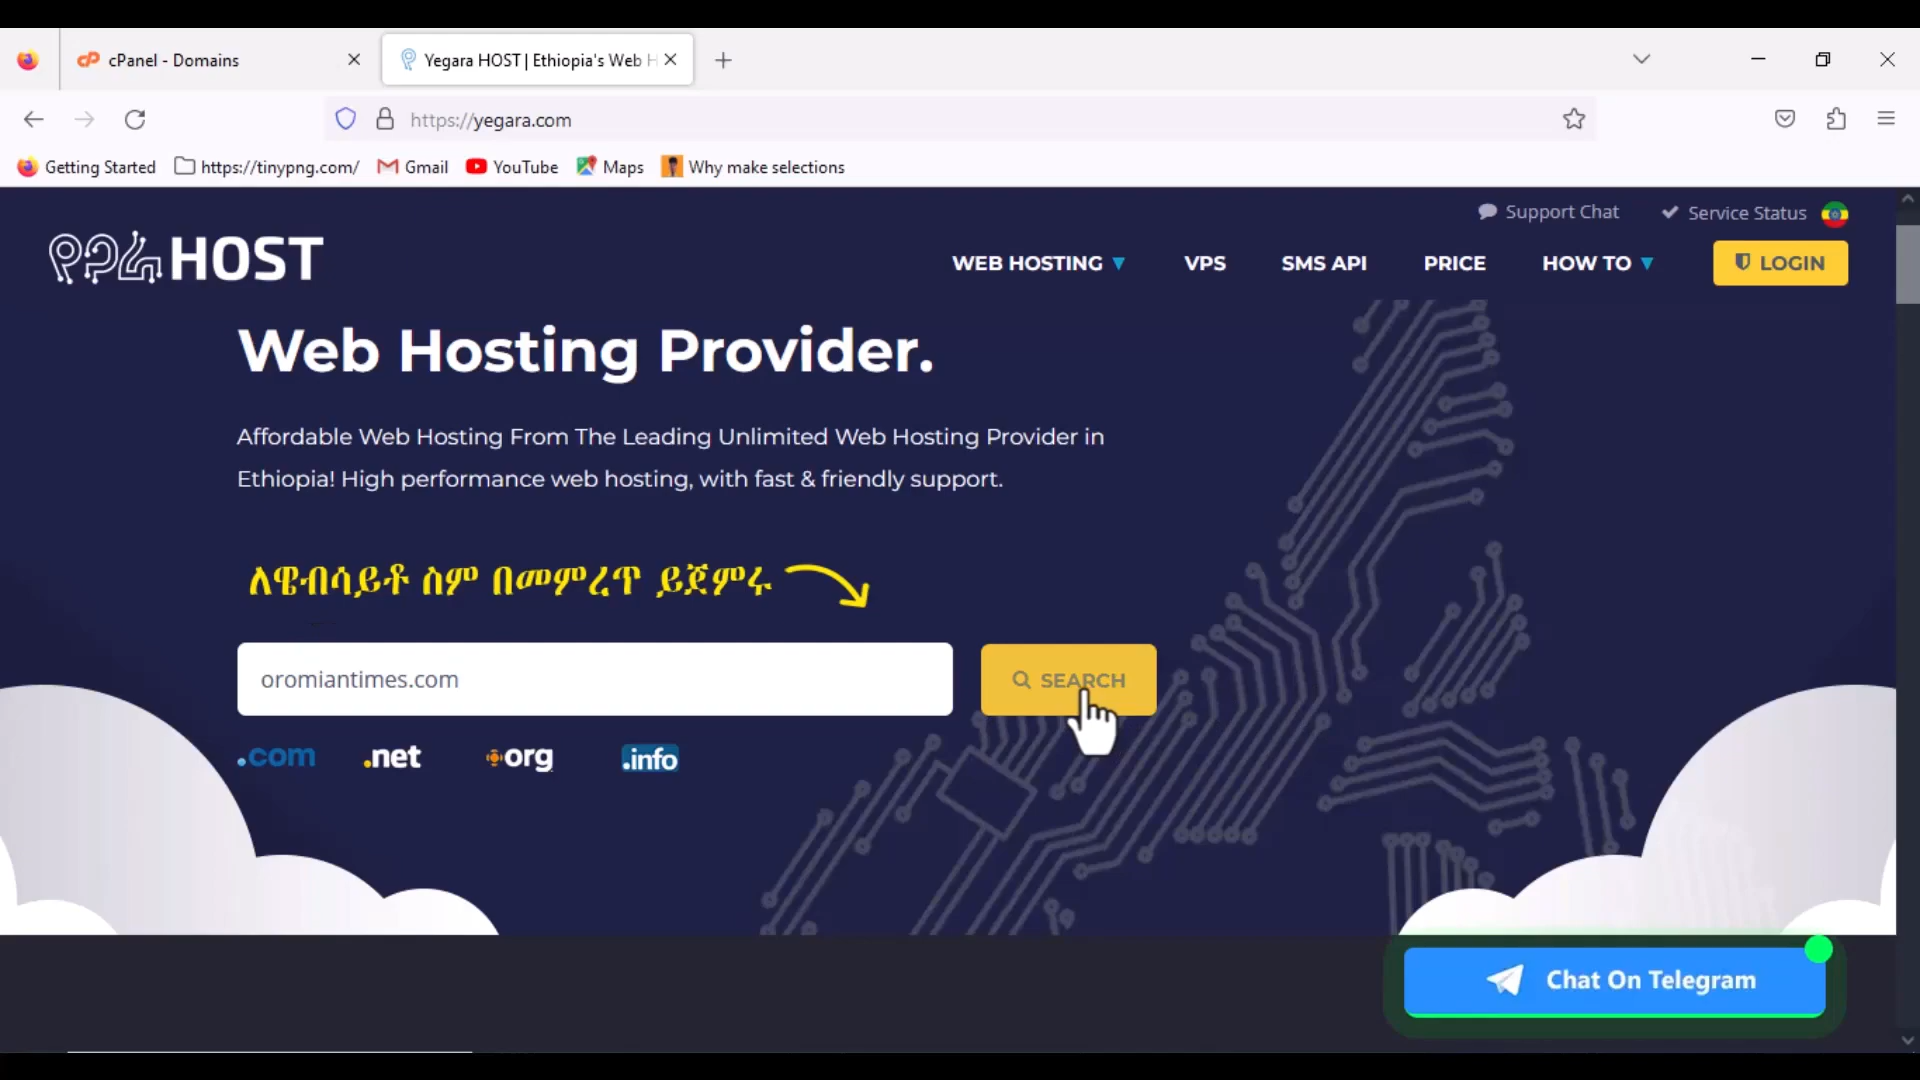 cPanel - Domains
Yegara HOST | Ethiopia's Web H
https://yegara.com
Getting Started https://tinypng.com/ Gmail YouTube Maps Why make selections
Support Chat Service Status
የጋራ HOST
WEB HOSTING VPS SMS API PRICE HOW TO LOGIN
Web Hosting Provider.
Affordable Web Hosting From The Leading Unlimited Web Hosting Provider in
Ethiopia! High performance web hosting, with fast & friendly support.
ለዌብሳይቶ ስም በመምረጥ ይጀምሩ
oromiantimes.com SEARCH
.com .net org .info
Chat On Telegram